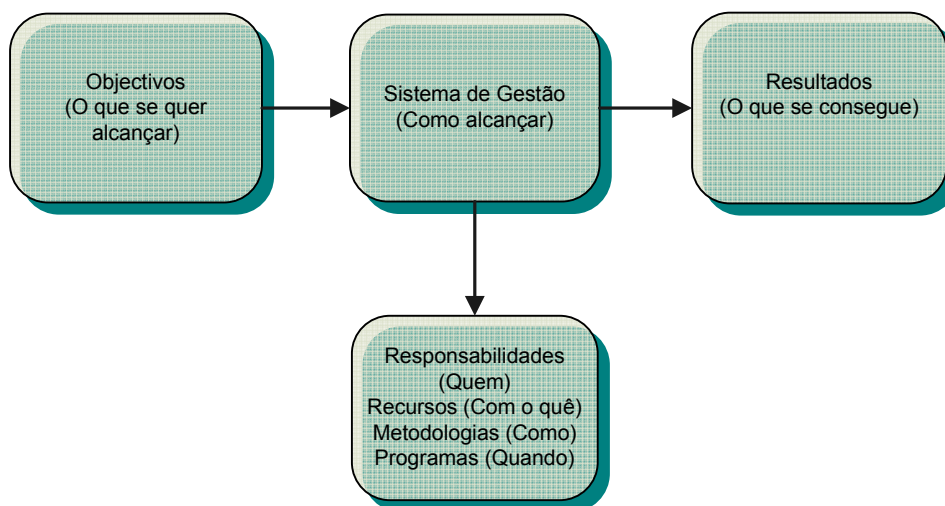 Objectivos
(O que se quer
alcançar)
Sistema de Gestão
(Como alcançar)
Resultados
(O que se consegue)
Responsabilidades
(Quem)
Recursos (Com o quê)
Metodologias (Como)
Programas (Quando)